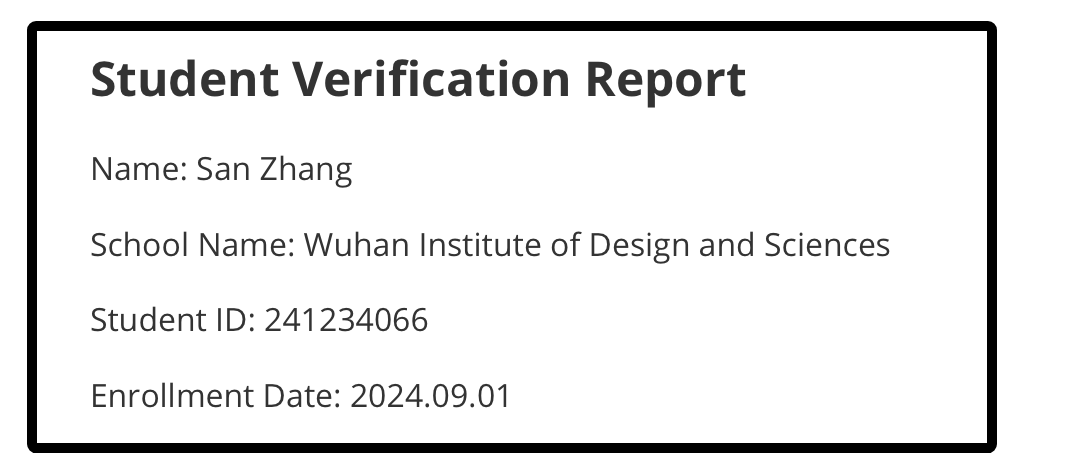 Student Verification Report
Name: San Zhang
School Name: Wuhan Institute of Design and Sciences
Student ID: 241234066
Enrollment Date: 2024.09.01